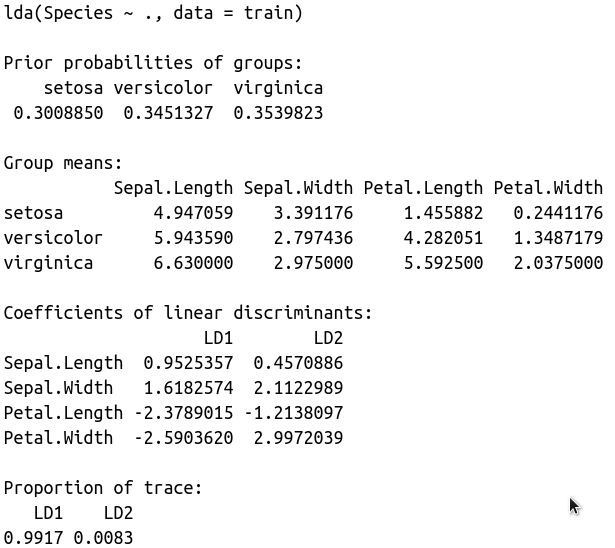 lda(Species ~ ., data = train)

Prior probabilities of groups:
    setosa versicolor  virginica
 0.3008850  0.3451327  0.3539823

Group means:
           Sepal.Length Sepal.Width Petal.Length Petal.Width
setosa         4.947059    3.391176     1.455882   0.2441176
versicolor     5.943590    2.797436     4.282051   1.3487179
virginica      6.630000    2.975000     5.592500   2.0375000

Coefficients of linear discriminants:
                    LD1        LD2
Sepal.Length  0.9525357  0.4570886
Sepal.Width   1.6182574  2.1122989
Petal.Length -2.3789015 -1.2138097
Petal.Width  -2.5903620  2.9972039

Proportion of trace:
   LD1    LD2
0.9917 0.0083